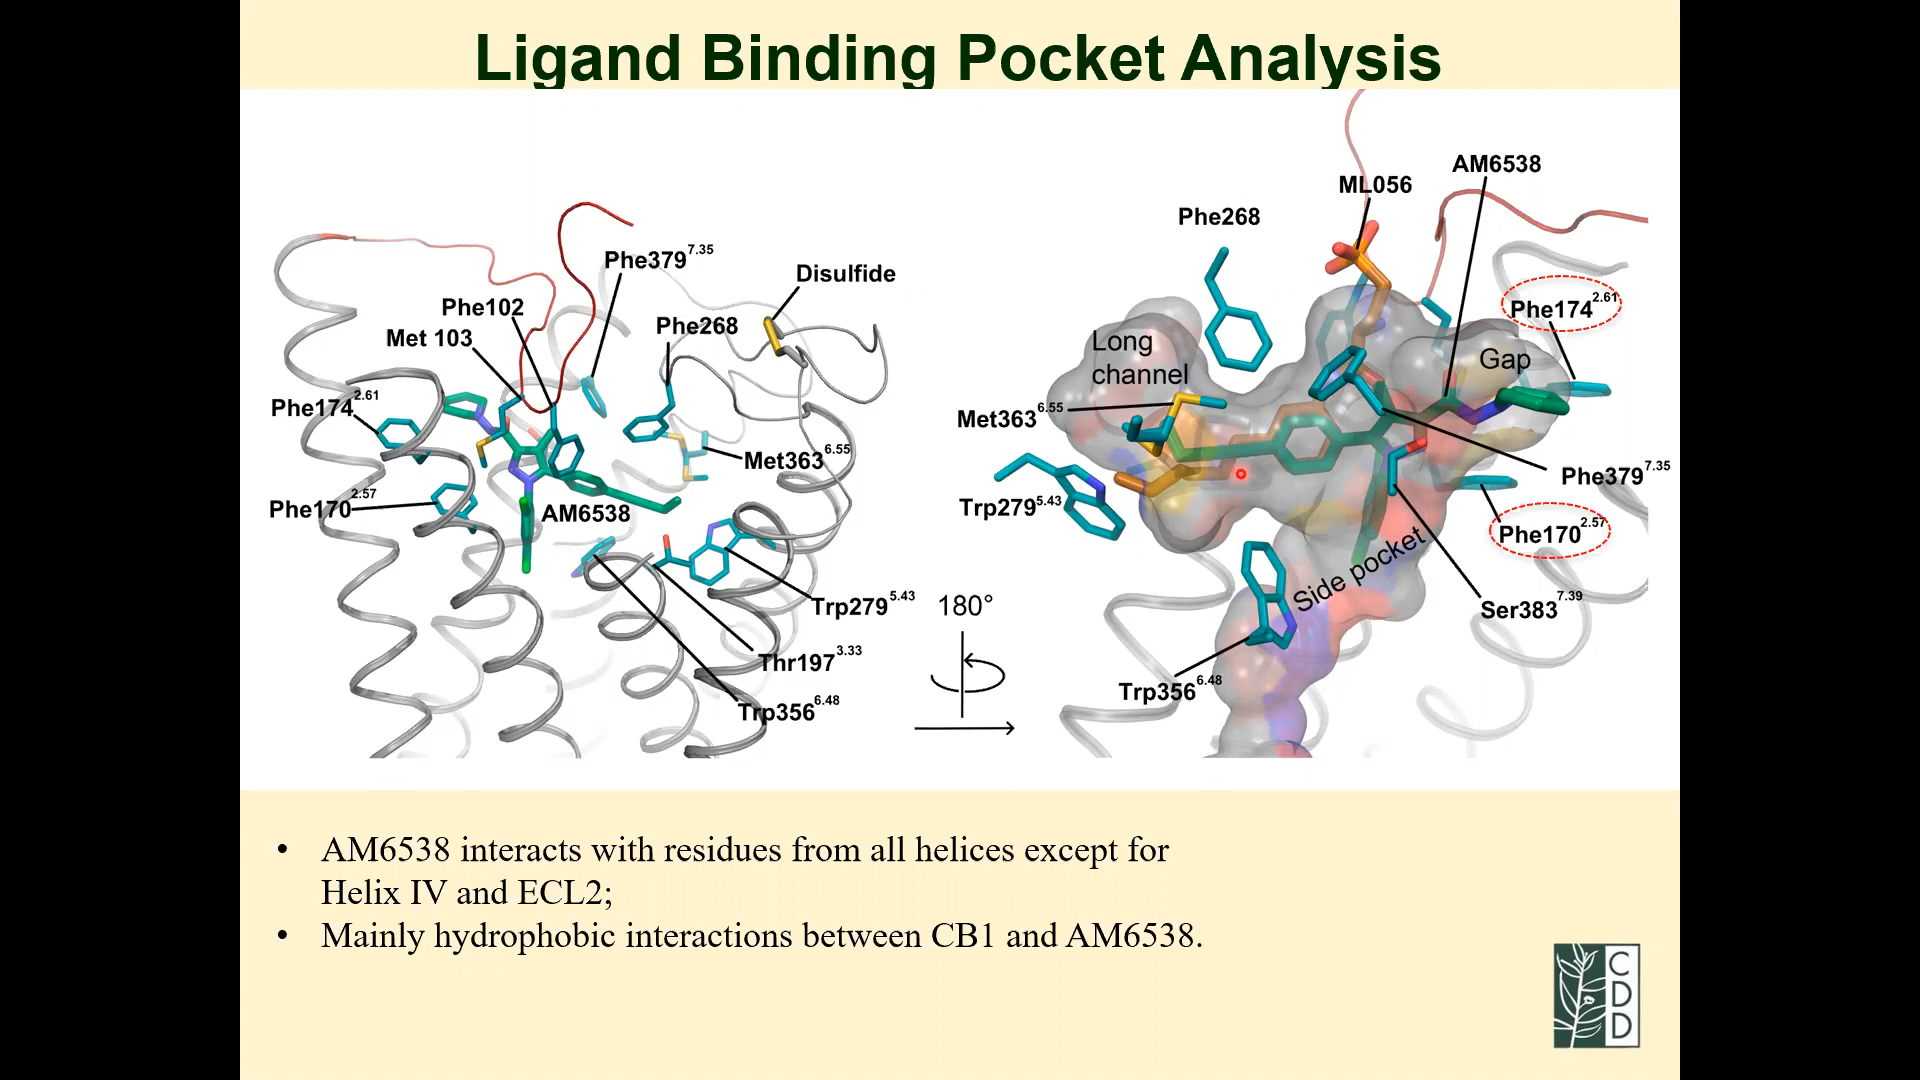 Ligand Binding Pocket Analysis
Phe379^7.35
Disulfide
Phe102
Phe268
Met 103
Phe174^2.61
Met363^6.55
Phe170^2.57
AM6538
Trp279^5.43
Thr197^3.33
Trp356^6.48
180°
AM6538
ML056
Phe268
Phe174^2.61
Long
channel
Gap
Met363^6.55
Phe379^7.35
Trp279^5.43
Phe170^2.57
Side pocket
Ser383^7.39
Trp356^6.48
• AM6538 interacts with residues from all helices except for
Helix IV and ECL2;
• Mainly hydrophobic interactions between CB1 and AM6538.
C
D
D